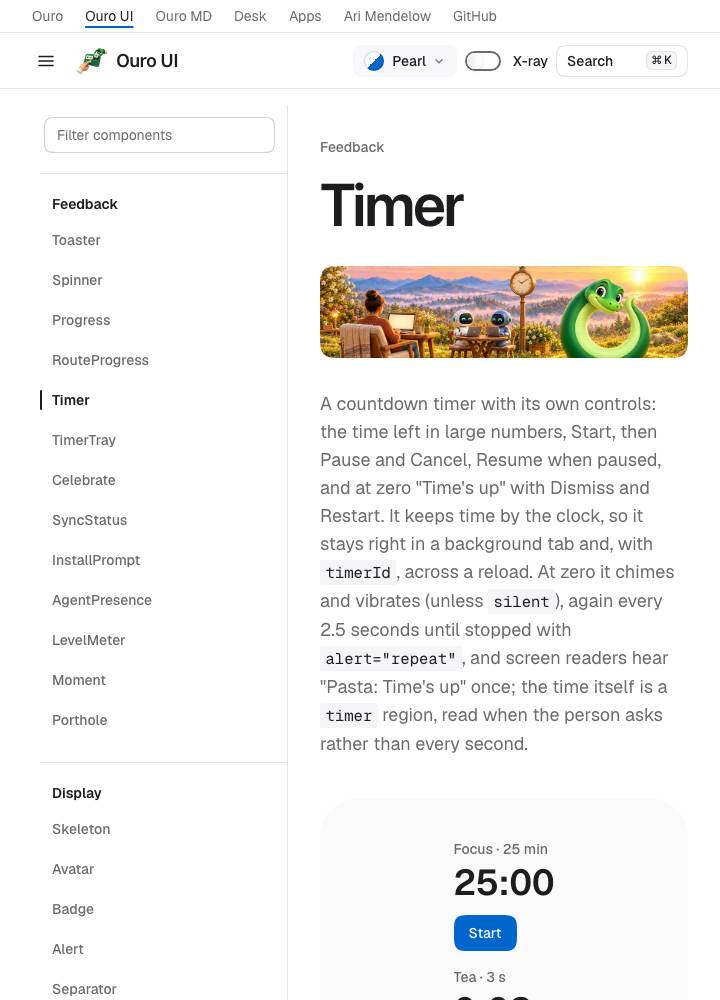 Ouro
Ouro UI
Ouro MD
Desk
Apps
Ari Mendelow
GitHub
Ouro UI
Pearl
X-ray
Search
⌘ K
Filter components
Feedback
Toaster
Spinner
Progress
RouteProgress
Timer
TimerTray
Celebrate
SyncStatus
InstallPrompt
AgentPresence
LevelMeter
Moment
Porthole
Display
Skeleton
Avatar
Badge
Alert
Separator
Feedback
Timer
A countdown timer with its own controls:
the time left in large numbers, Start, then
Pause and Cancel, Resume when paused,
and at zero "Time's up" with Dismiss and
Restart. It keeps time by the clock, so it
stays right in a background tab and, with
timerId, across a reload. At zero it chimes
and vibrates (unless silent), again every
2.5 seconds until stopped with
alert="repeat", and screen readers hear
"Pasta: Time's up" once; the time itself is a
timer region, read when the person asks
rather than every second.
Focus · 25 min
25:00
Start
Tea · 3 s